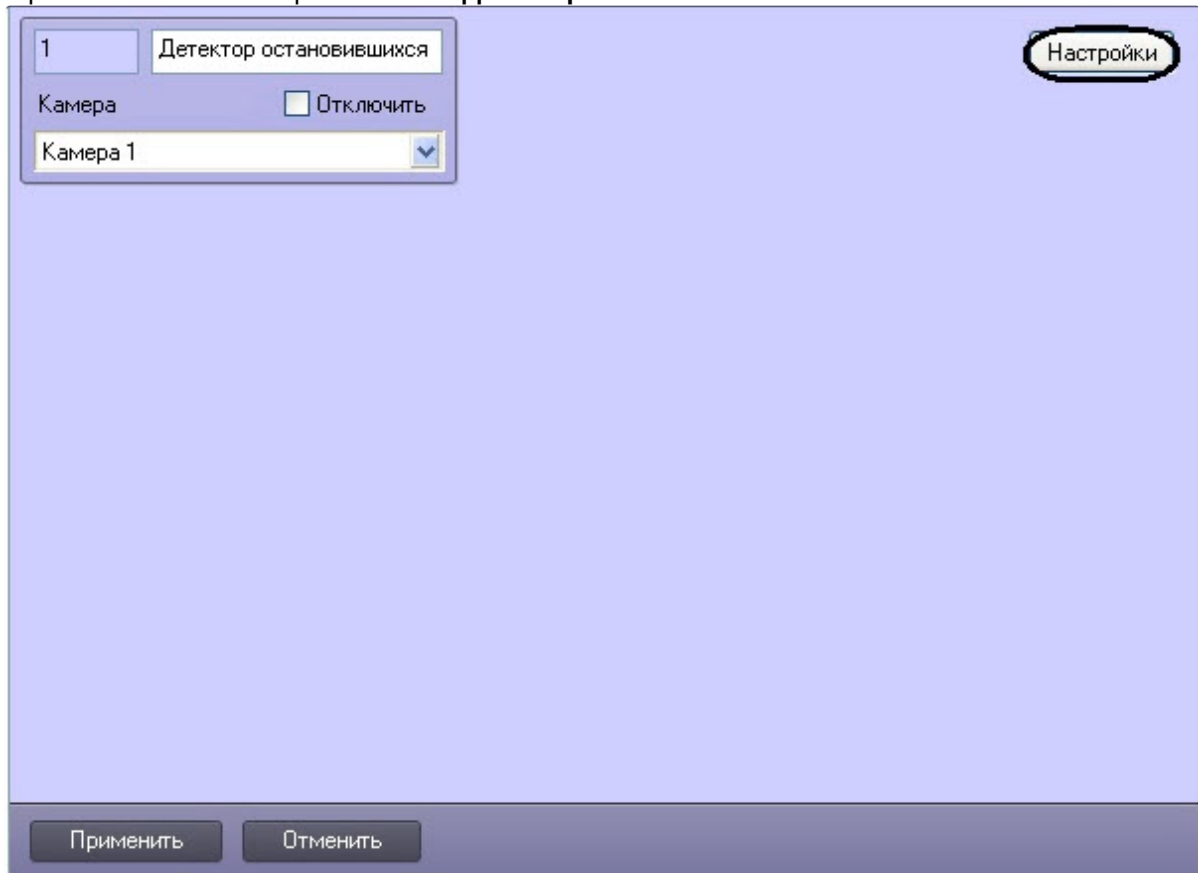 1
Детектор остановившихся
Настройки
Камера
Отключить
Камера 1
Применить
Отменить